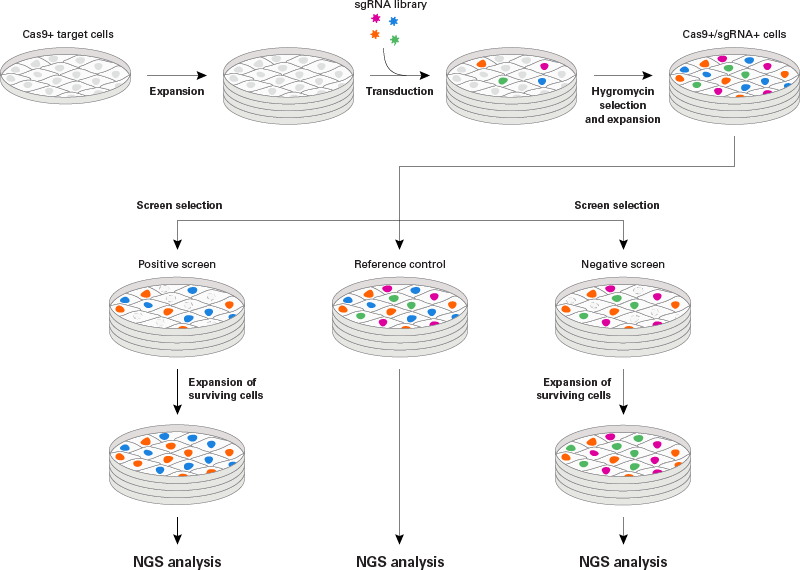 sgRNA library
Cas9+ target cells
Cas9+/sgRNA+ cells
Expansion
Transduction
Hygromycin
selection
and expansion
Screen selection
Screen selection
Positive screen
Reference control
Negative screen
Expansion of
surviving cells
Expansion of
surviving cells
NGS analysis
NGS analysis
NGS analysis